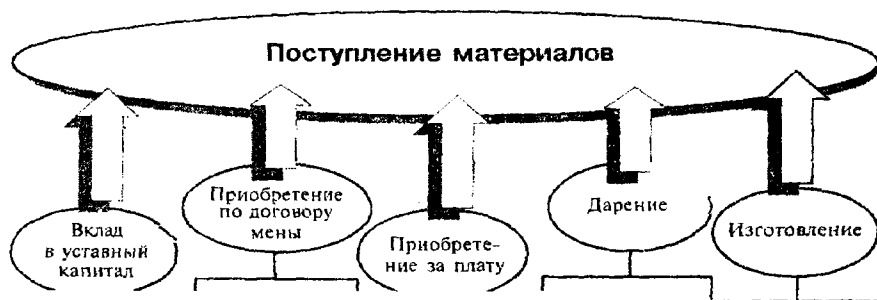 Поступление материалов
Вклад
в уставный
капитал
Приобретение
по договору
мены
Приобрете-
ние за плату
Дарение
Изготовление